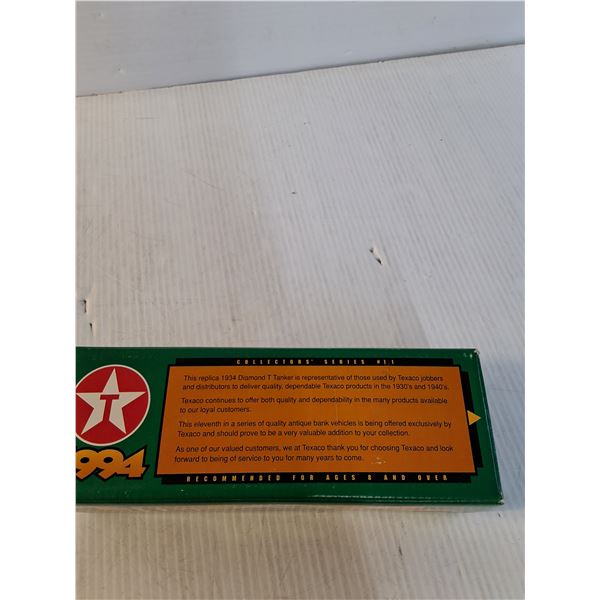 COLLECTORS' SERIES #11
This replica 1934 Diamond T Tanker is representative of those used by Texaco jobbers
and distributors to deliver quality, dependable Texaco products in the 1930's and 1940's.
Texaco continues to offer both quality and dependability in the many products available
to our loyal customers.
This eleventh in a series of quality antique bank vehicles is being offered exclusively by
Texaco and should prove to be a very valuable addition to your collection.
As one of our valued customers, we at Texaco thank you for choosing Texaco and look
forward to being of service to you for many years to come.
RECOMMENDED FOR AGES 8 AND OVER
T
994